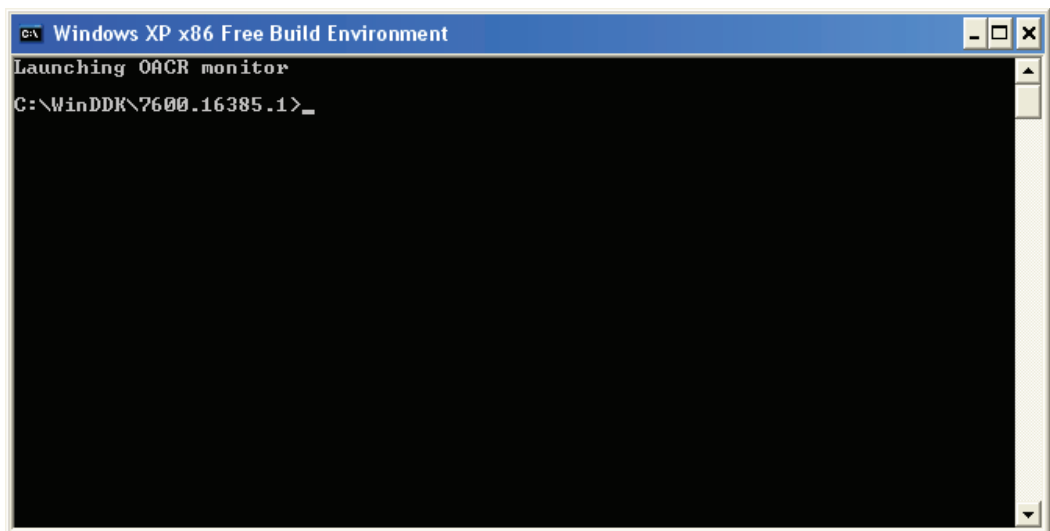 Windows XP x86 Free Build Environment
Launching OACR monitor
C:\WinDDK\7600.16385.1>_